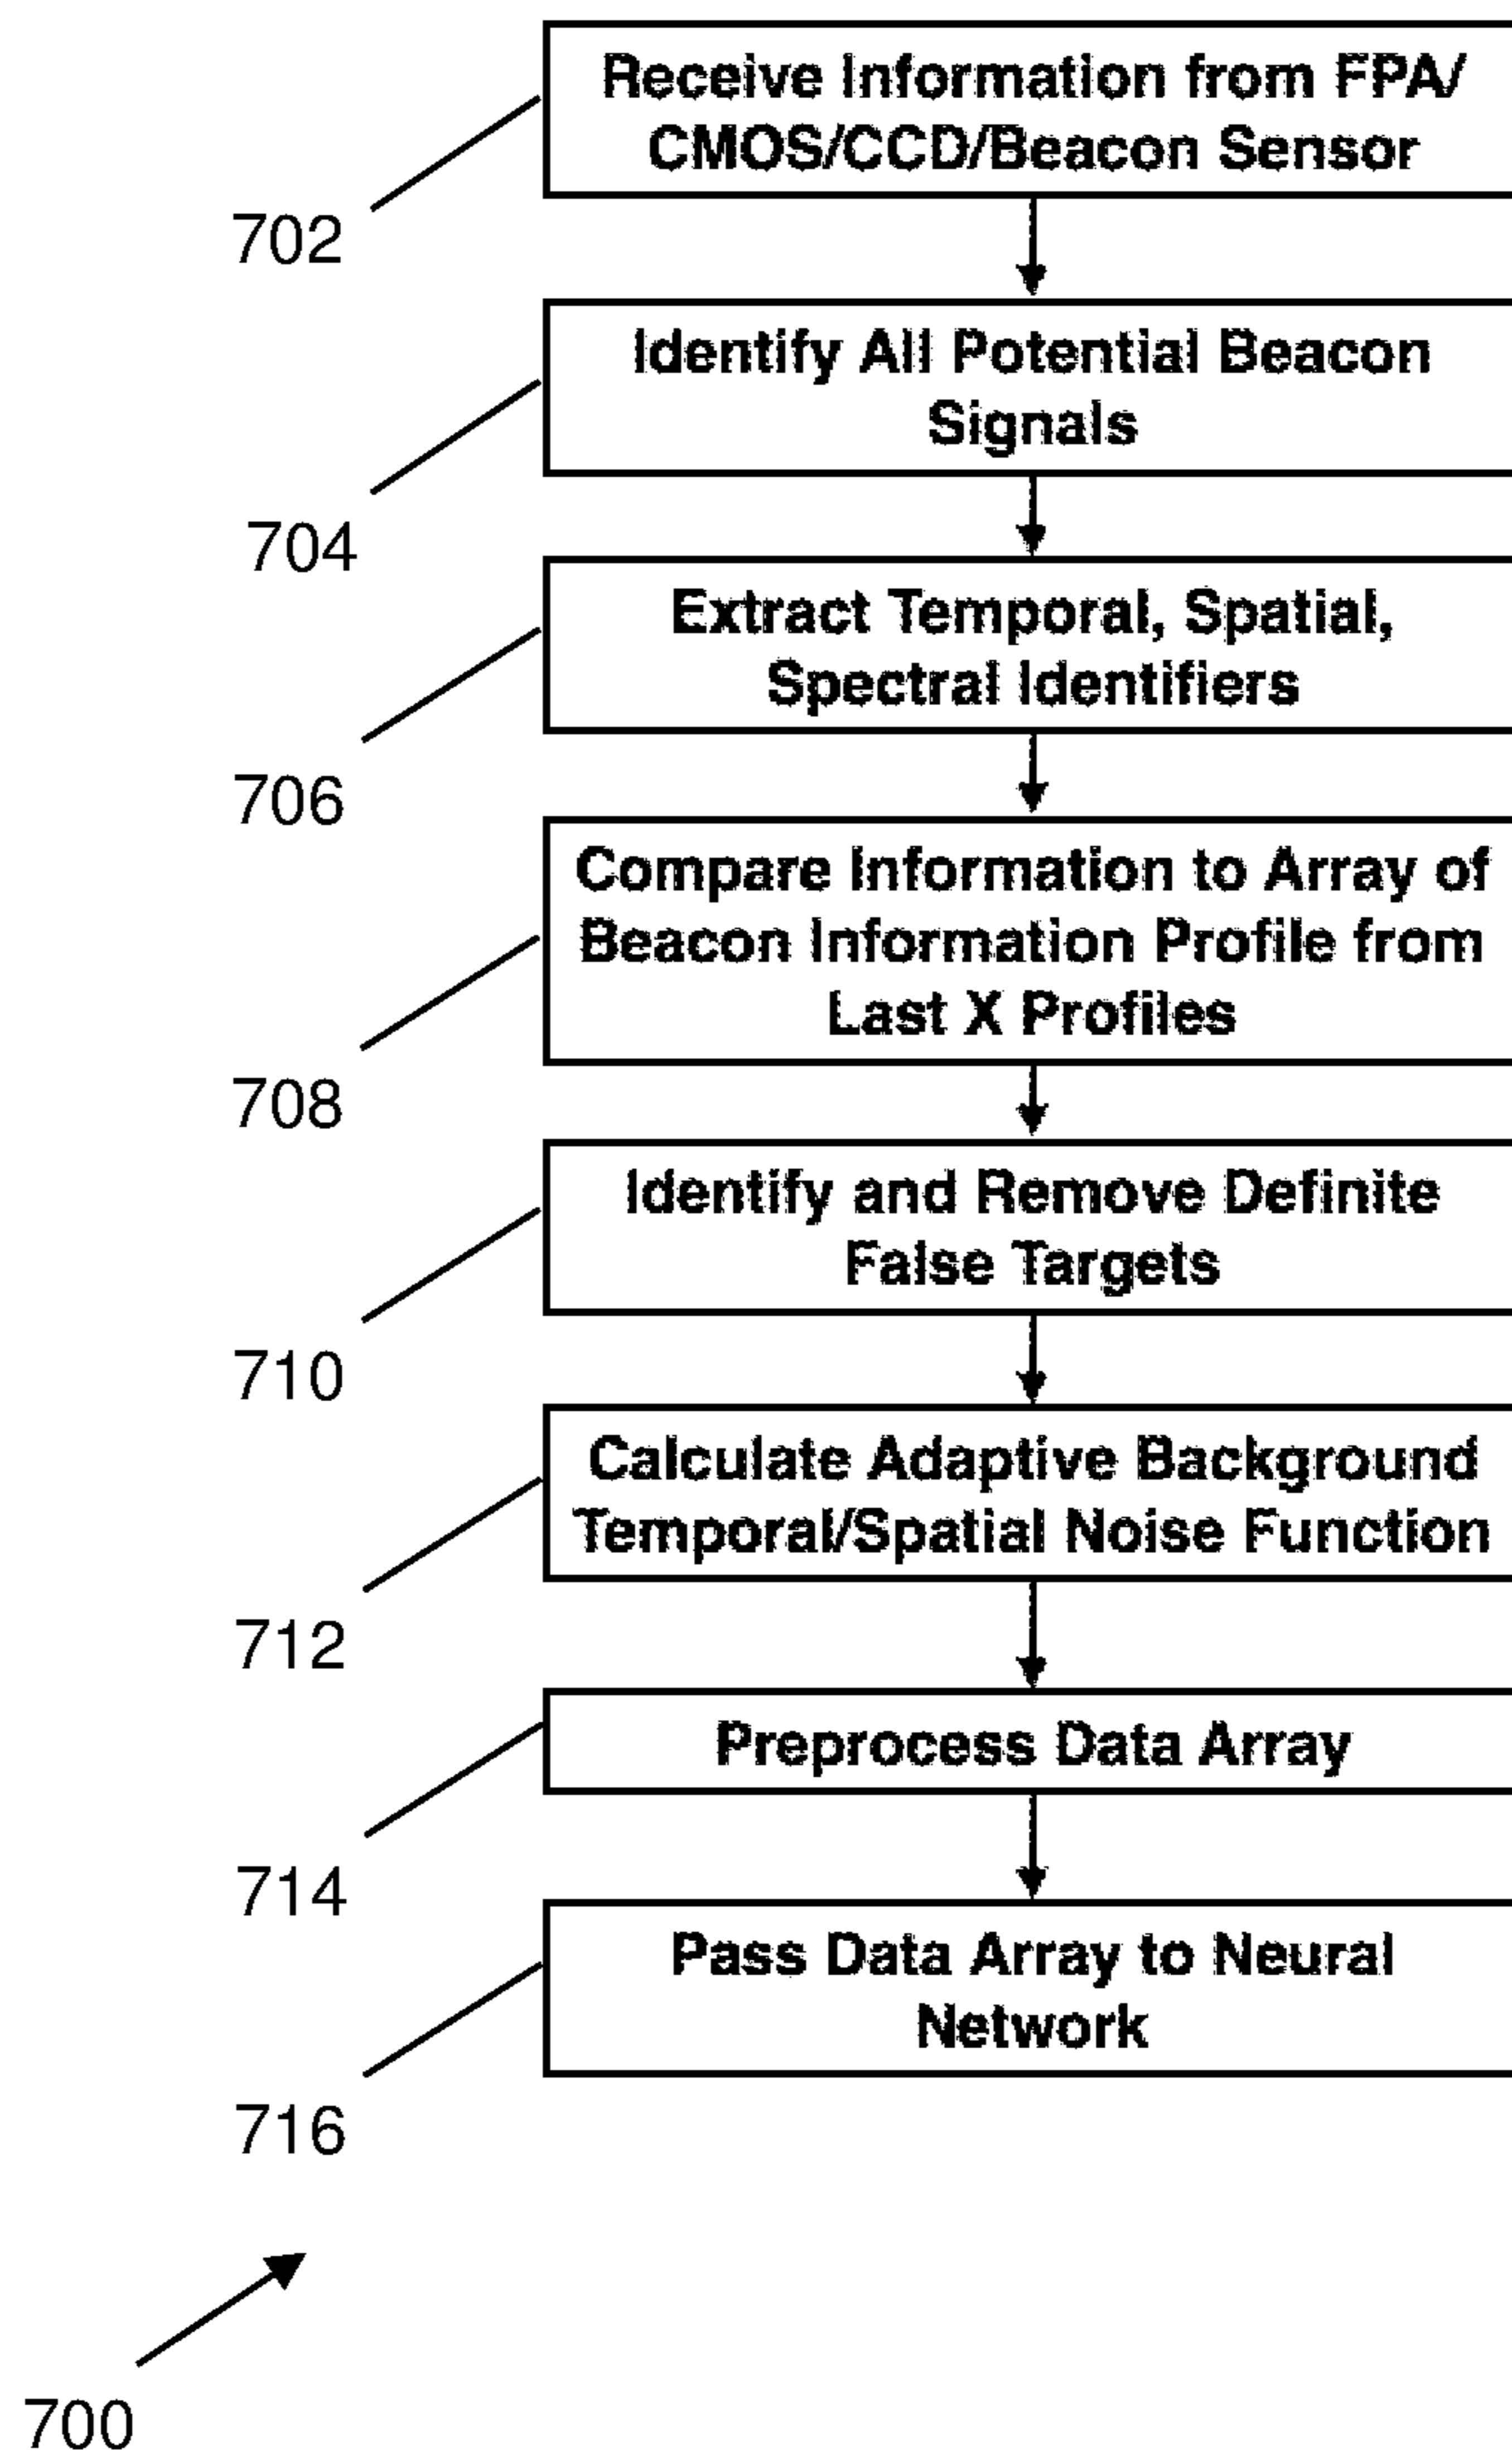 Receive Information from FPA/
CMOS/CCD/Beacon Sensor
702
Identify All Potential Beacon
Signals
704
Extract Temporal, Spatial,
Spectral Identifiers
706
Compare Information to Array of
Beacon Information Profile from
Last X Profiles
708
Identify and Remove Definite
False Targets
710
Calculate Adaptive Background
Temporal/Spatial Noise Function
712
Preprocess Data Array
714
Pass Data Array to Neural
Network
716
700